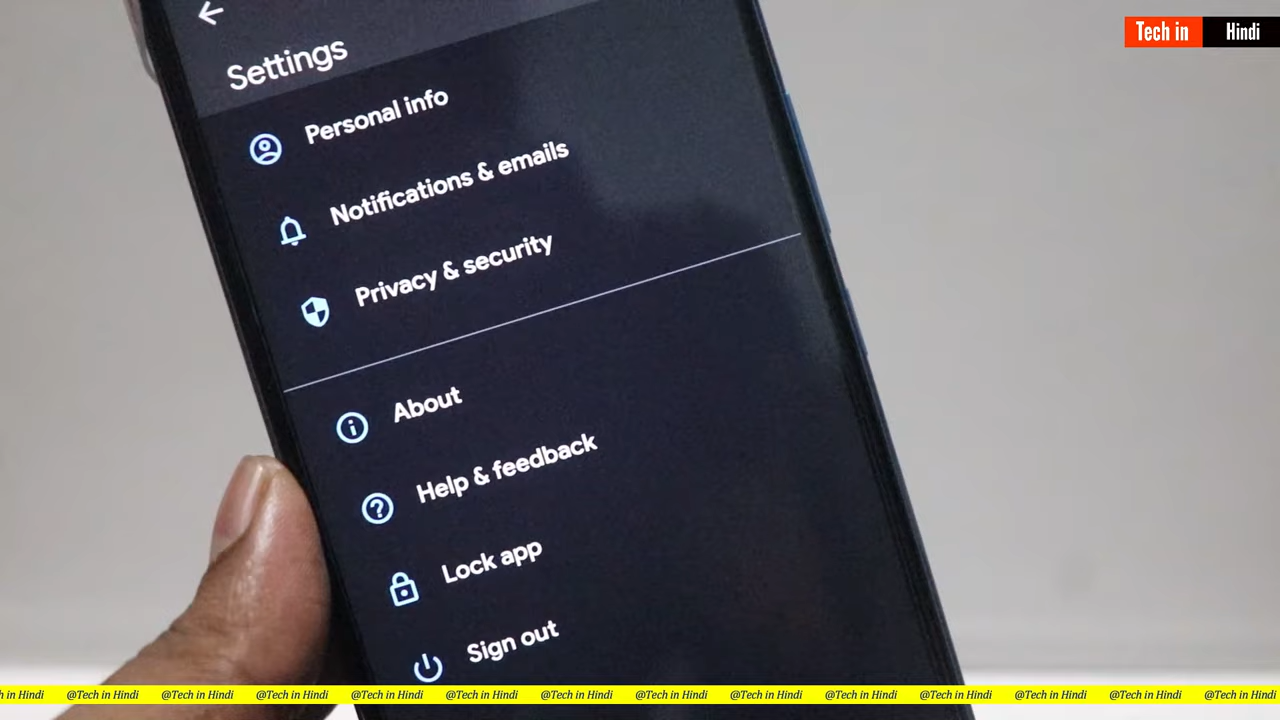 Tech in Hindi
Settings
Personal info
Notifications & emails
Privacy & security
About
Help & feedback
Lock app
Sign out
h in Hindi @Tech in Hindi @Tech in Hindi @Tech in Hindi @Tech in Hindi @Tech in Hindi @Tech in Hindi @Tech in Hindi @Tech in Hindi @Tech in Hindi @Tech in Hindi @Tech in Hindi @Tech in Hindi @Tech in Hindi